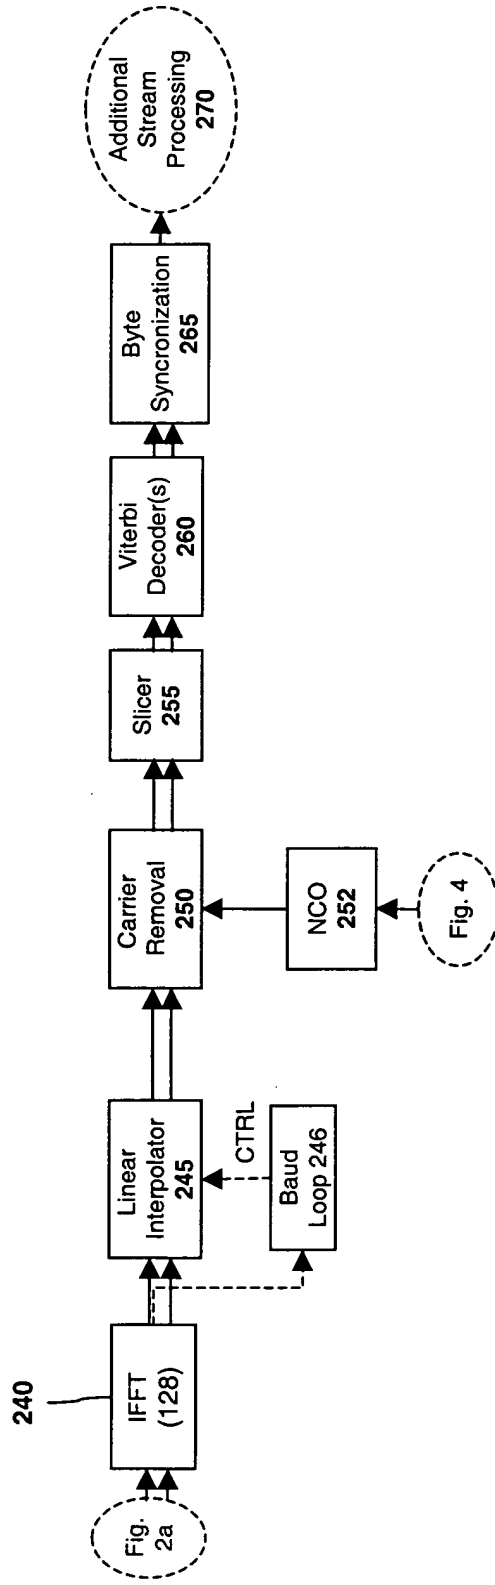 240
Fig.
2a
IFFT
(128)
Linear
Interpolator
245
CTRL
Baud
Loop 246
Carrier
Removal
250
NCO
252
Fig. 4
Slicer
255
Viterbi
Decoder(s)
260
Byte
Syncronization
265
Additional
Stream
Processing
270